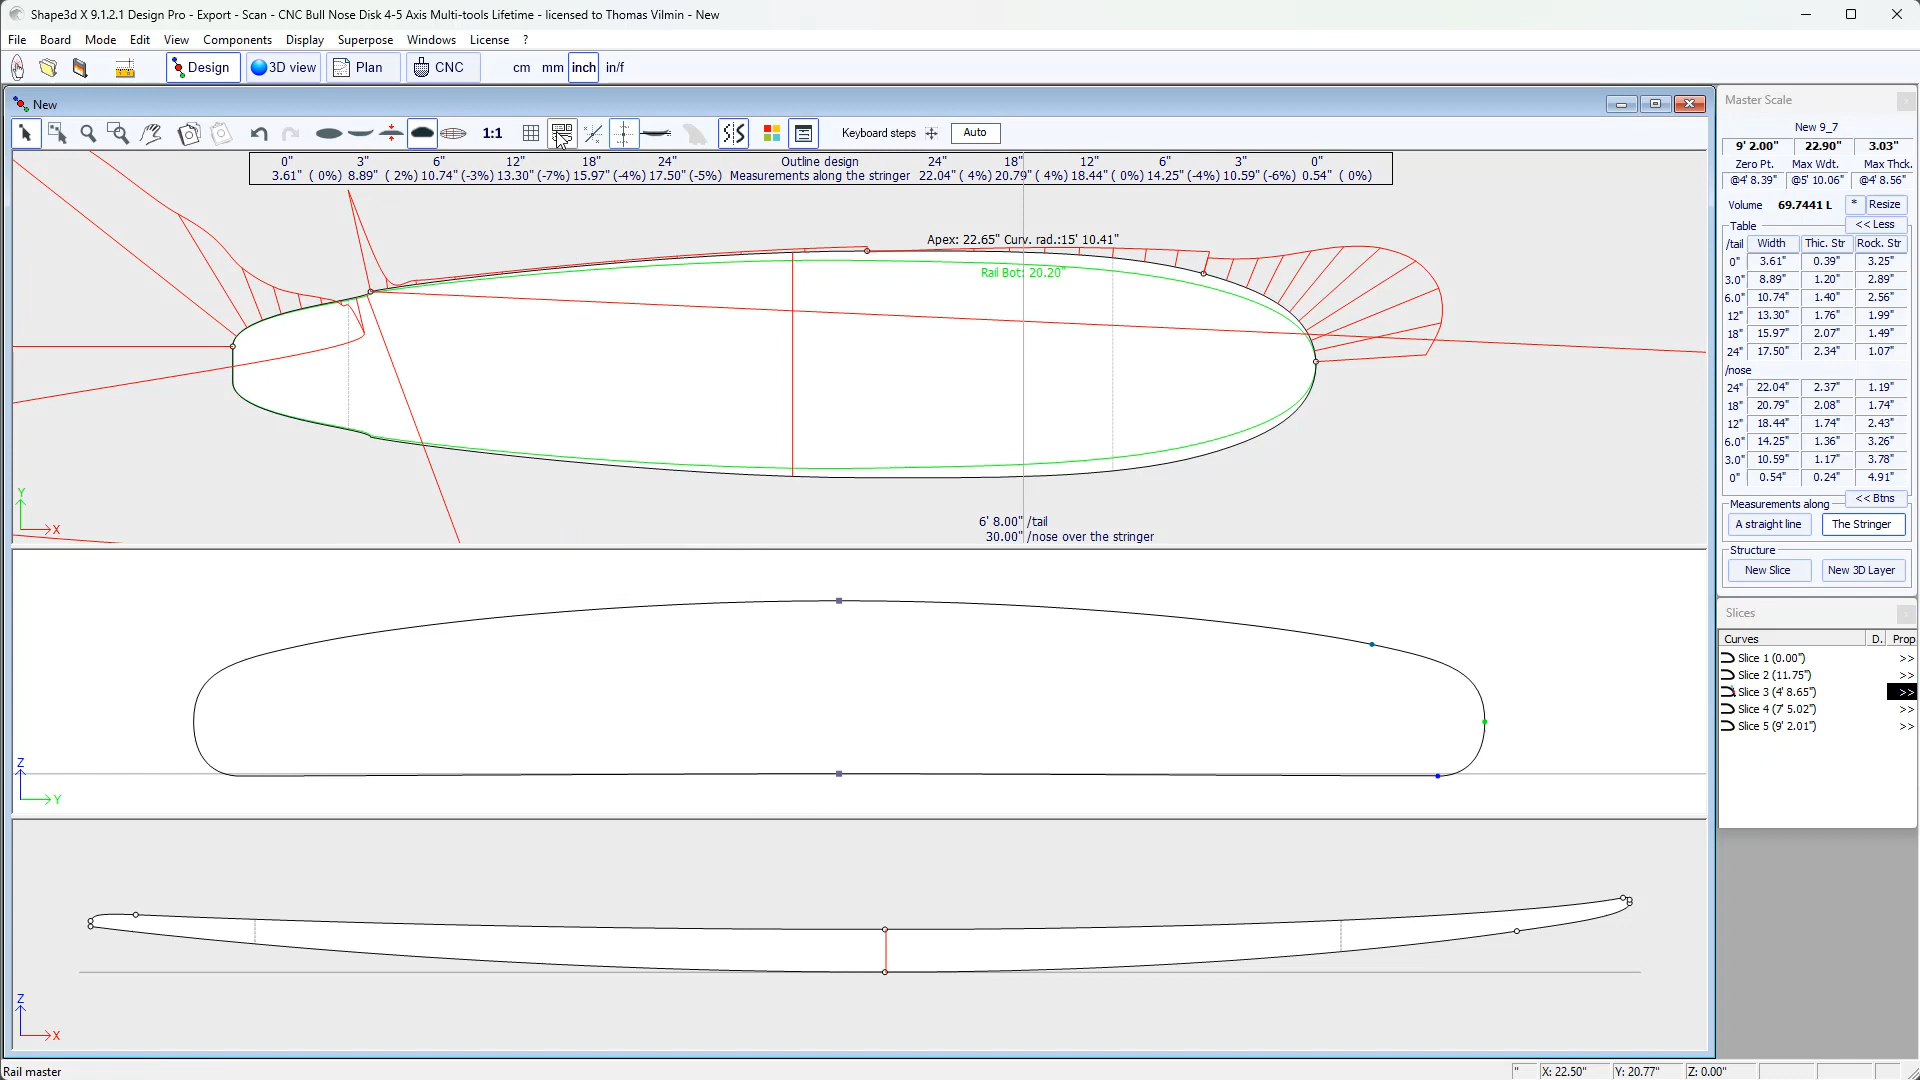 Shape3d X 9.1.2.1 Design Pro - Export - Scan - CNC Bull Nose Disk 4-5 Axis Multi-tools Lifetime - licensed to Thomas Vilmin - New
File Board Mode Edit View Components Display Superpose Windows License ?
Design 3D view Plan CNC cm mm inch in/f
New
1:1 Keyboard steps Auto
0" 3" 6" 12" 18" 24" Outline design 24" 18" 12" 6" 3" 0"
3.61" ( 0%) 8.89" ( 2%) 10.74" (-3%) 13.30" (-7%) 15.97" (-4%) 17.50" (-5%) Measurements along the stringer 22.04" ( 4%) 20.79" ( 4%) 18.44" ( 0%) 14.25" (-4%) 10.59" (-6%) 0.54" ( 0%)
Apex: 22.65" Curv. rad.:15' 10.41"
Rail Bot: 20.20"
Y
X
6' 8.00" /tail
30.00" /nose over the stringer
Z
Y
Z
X
Master Scale
New 9_7
9' 2.00" 22.90" 3.03"
Zero Pt. Max Wdt. Max Thck.
@4' 8.39" @5' 10.06" @4' 8.56"
Volume 69.7441 L * Resize
Table << Less
/tail Width Thic. Str Rock. Str
0" 3.61" 0.39" 3.25"
3.0" 8.89" 1.20" 2.89"
6.0" 10.74" 1.40" 2.56"
12" 13.30" 1.76" 1.99"
18" 15.97" 2.07" 1.49"
24" 17.50" 2.34" 1.07"
/nose
24" 22.04" 2.37" 1.19"
18" 20.79" 2.08" 1.74"
12" 18.44" 1.74" 2.43"
6.0" 14.25" 1.36" 3.26"
3.0" 10.59" 1.17" 3.78"
0" 0.54" 0.24" 4.91"
<< Btns
Measurements along
A straight line The Stringer
Structure
New Slice New 3D Layer
Slices
Curves D. Prop
Slice 1 (0.00") >>
Slice 2 (11.75") >>
Slice 3 (4' 8.65") >>
Slice 4 (7' 5.02") >>
Slice 5 (9' 2.01") >>
Rail master " X: 22.50" Y: 20.77" Z: 0.00"